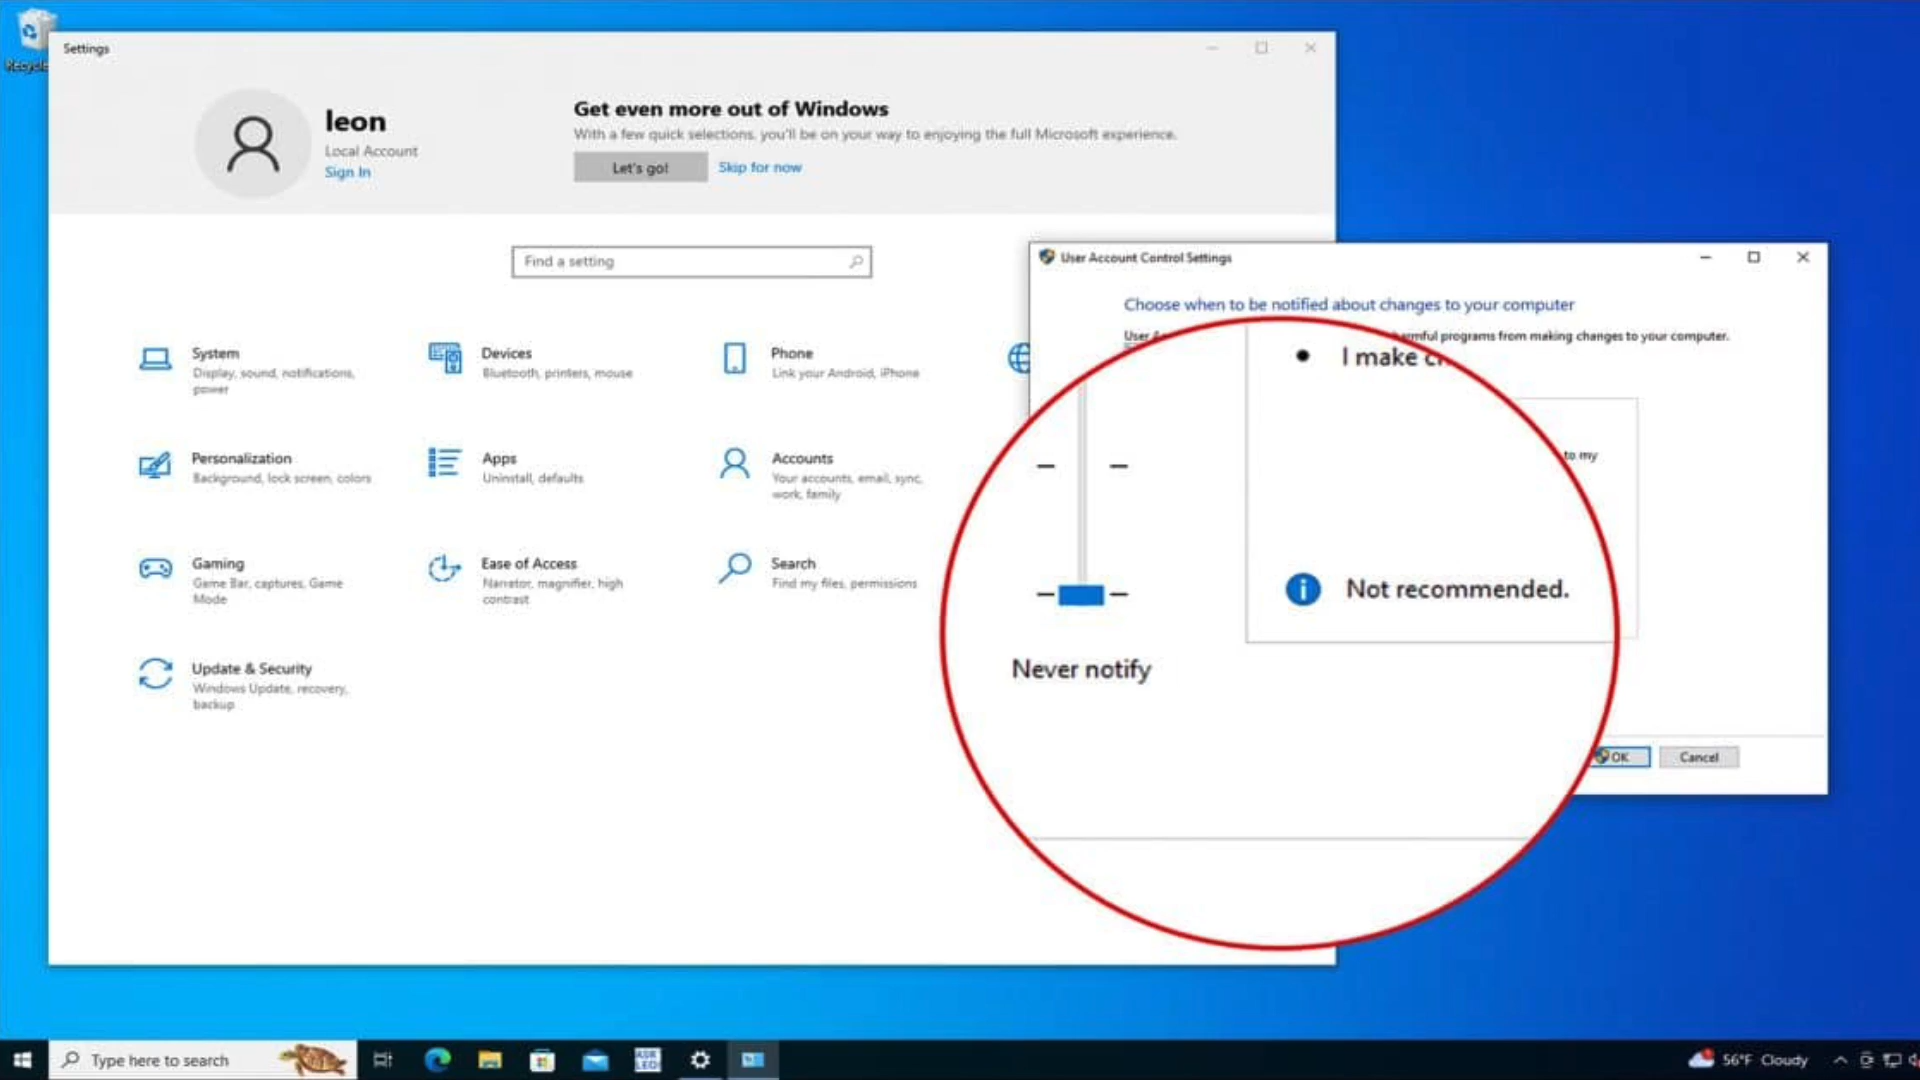 Recycle
Settings
leon
Local Account
Sign In
Get even more out of Windows
With a few quick selections, you'll be on your way to enjoying the full Microsoft experience.
Let's go!
Skip for now
Find a setting
System
Display, sound, notifications,
power
Devices
Bluetooth, printers, mouse
Phone
Link your Android, iPhone
Personalization
Background, lock screen, colors
Apps
Uninstall, defaults
Accounts
Your accounts, email, sync,
work, family
Gaming
Game Bar, captures, Game
Mode
Ease of Access
Narrator, magnifier, high
contrast
Search
Find my files, permissions
Update & Security
Windows Update, recovery,
backup
User Account Control Settings
Choose when to be notified about changes to your computer
User
harmful programs from making changes to your computer.
I make
to my
Not recommended.
Never notify
OK
Cancel
Type here to search
ASK
LEO!
56°F Cloudy